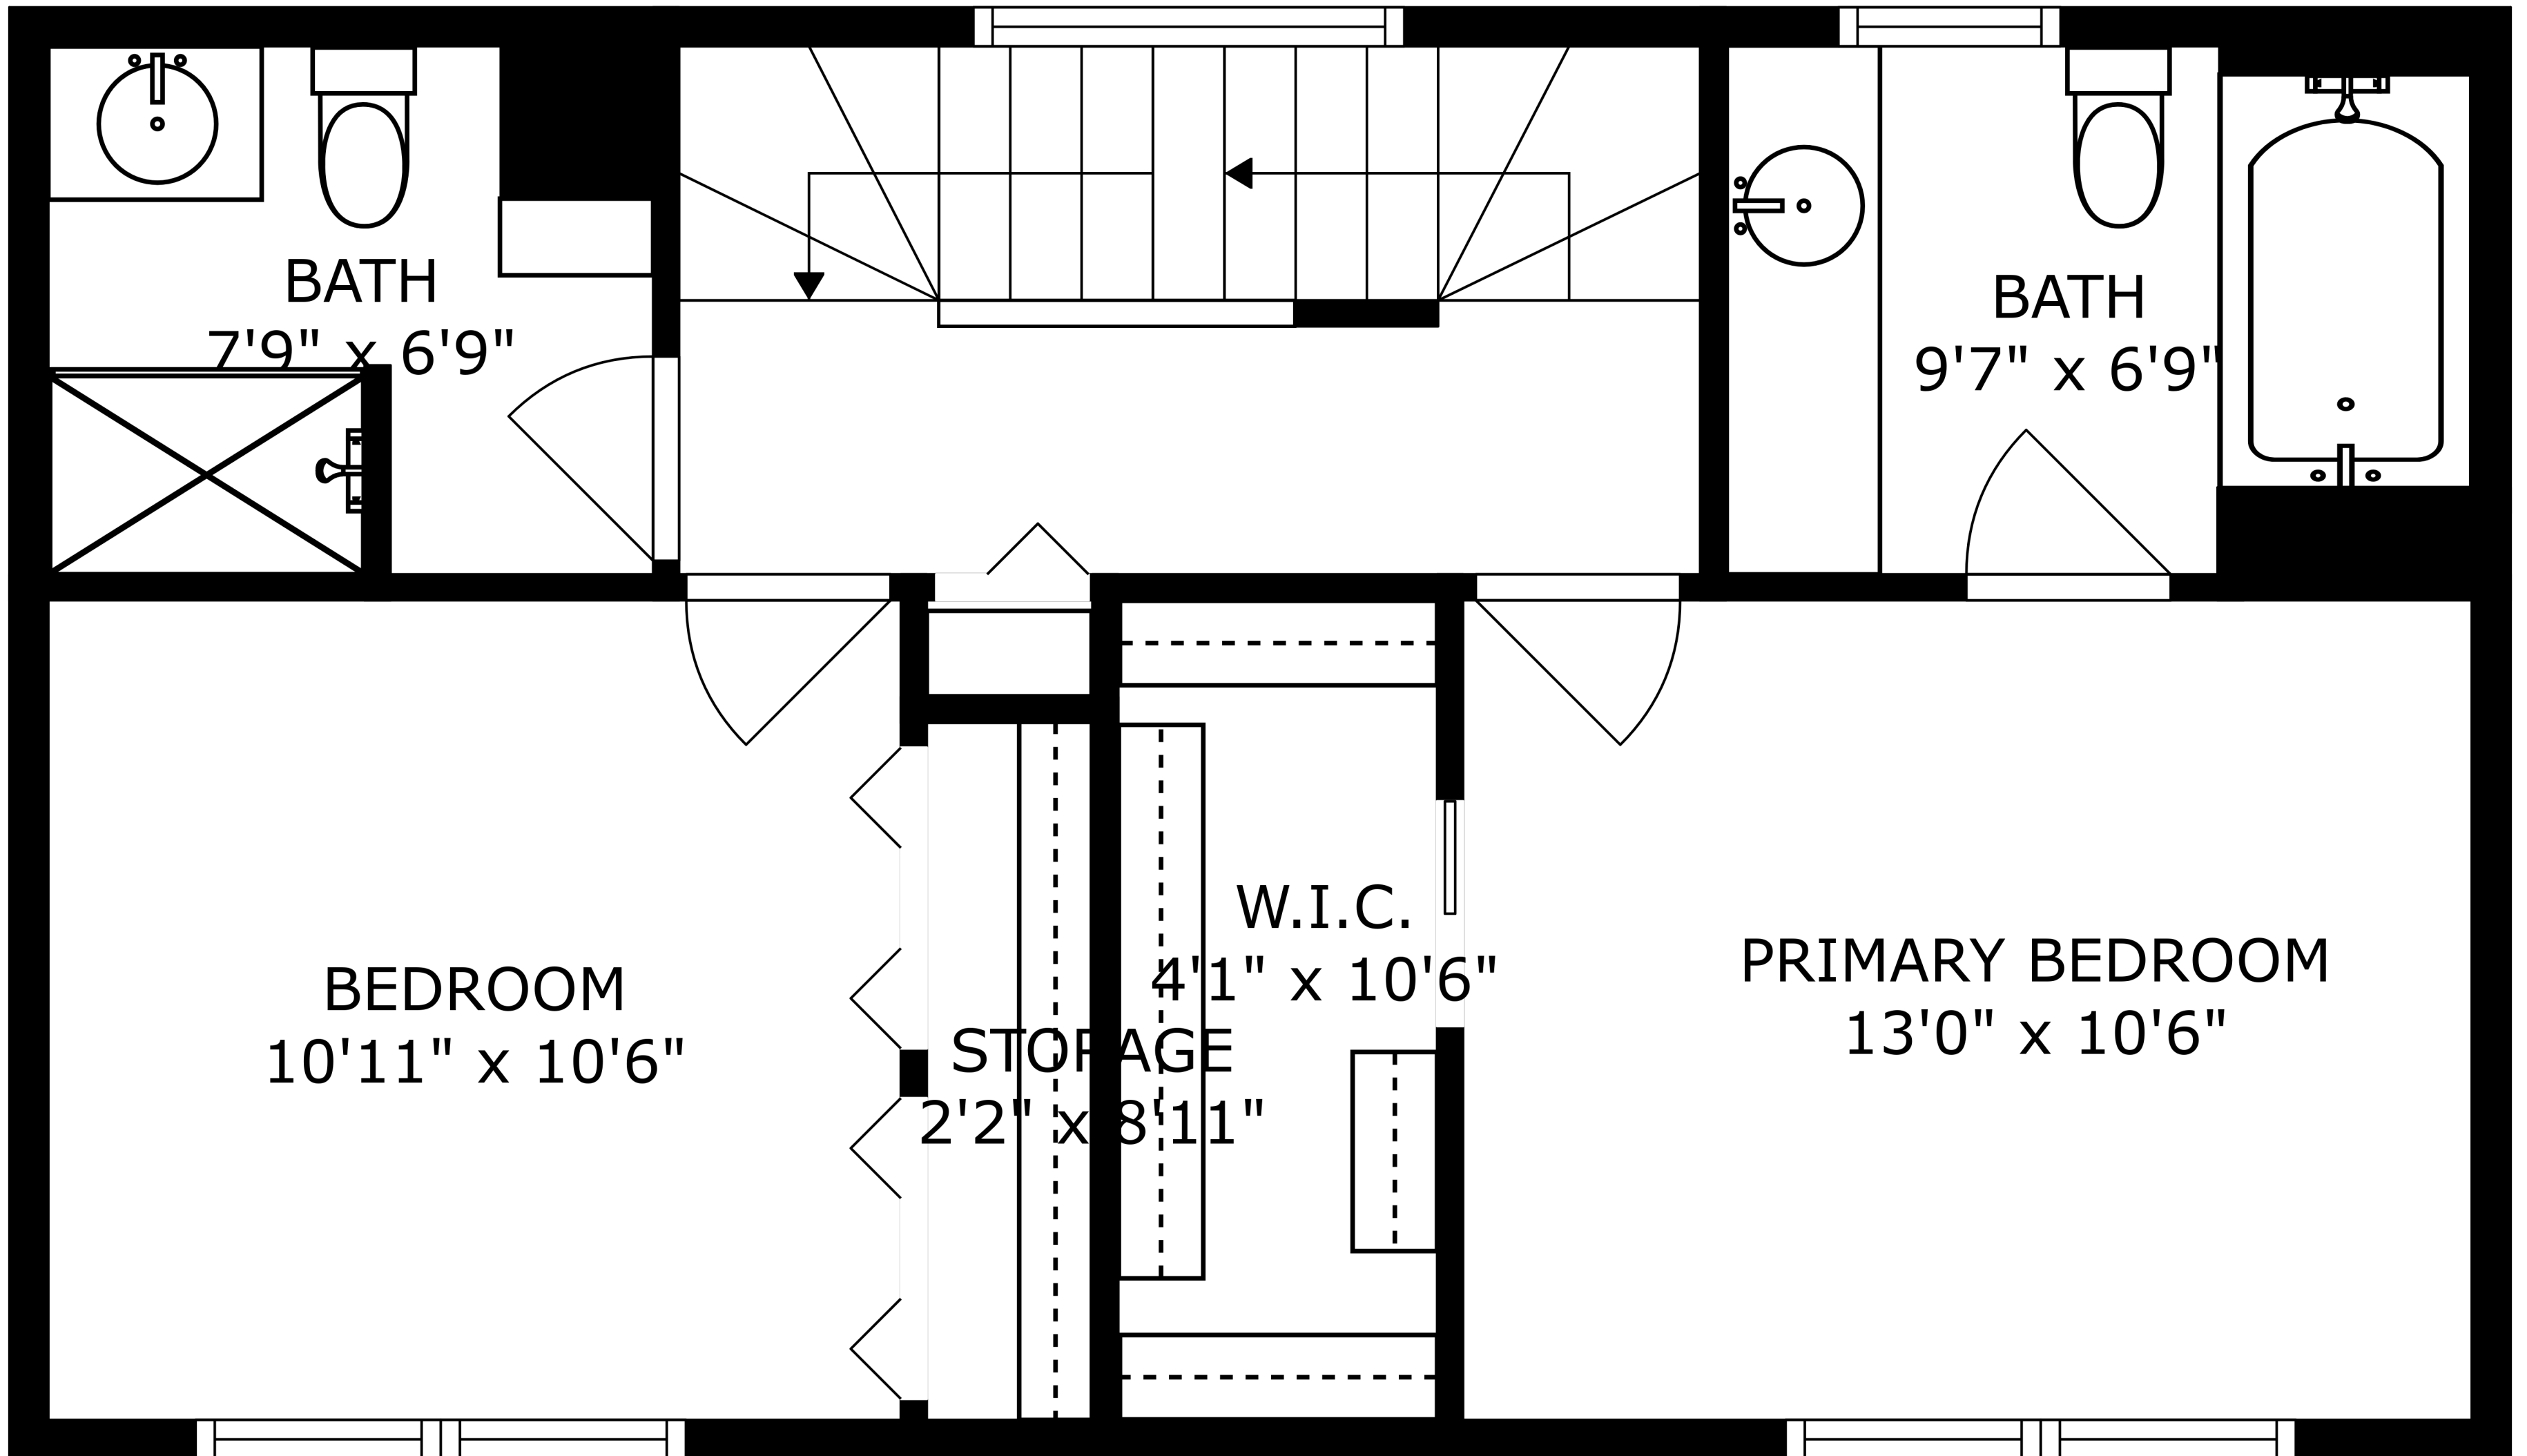 BATH
7'9" x 6'9"
BATH
9'7" x 6'9"
W.I.C.
4'1" x 10'6"
PRIMARY BEDROOM
13'0" x 10'6"
BEDROOM
10'11" x 10'6"
STORAGE
2'2" x 8'11"